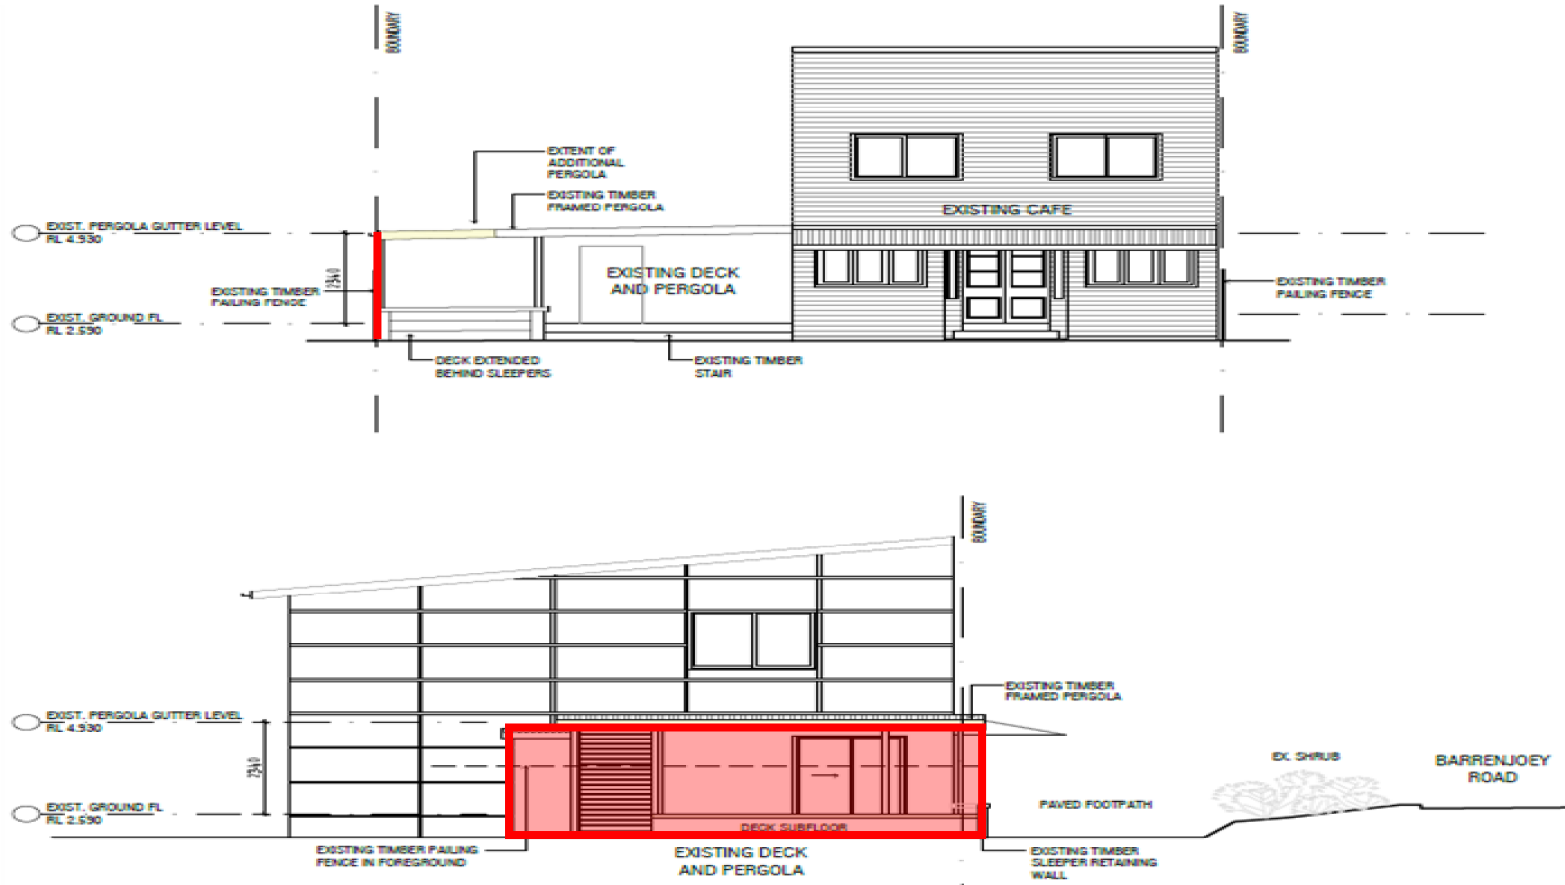 BOUNDARY
BOUNDARY
EXTENT OF
ADDITIONAL
PERGOLA
EXISTING TIMBER
FRAMED PERGOLA
EXISTING CAFE
EXIST. PERGOLA GUTTER LEVEL
RL 4.930
2340
EXISTING DECK
AND PERGOLA
EXISTING TIMBER
PAILING FENCE
EXISTING TIMBER
PAILING FENCE
EXIST. GROUND FL
RL 2.590
DECK EXTENDED
BEHIND SLEEPERS
EXISTING TIMBER
STAIR
BOUNDARY
EXISTING TIMBER
FRAMED PERGOLA
EXIST. PERGOLA GUTTER LEVEL
RL 4.930
2340
EX. SHRUB
BARRENJOEY
ROAD
PAVED FOOTPATH
EXIST. GROUND FL
RL 2.590
DECK SUBFLOOR
EXISTING TIMBER PAILING
FENCE IN FOREGROUND
EXISTING DECK
AND PERGOLA
EXISTING TIMBER
SLEEPER RETAINING
WALL